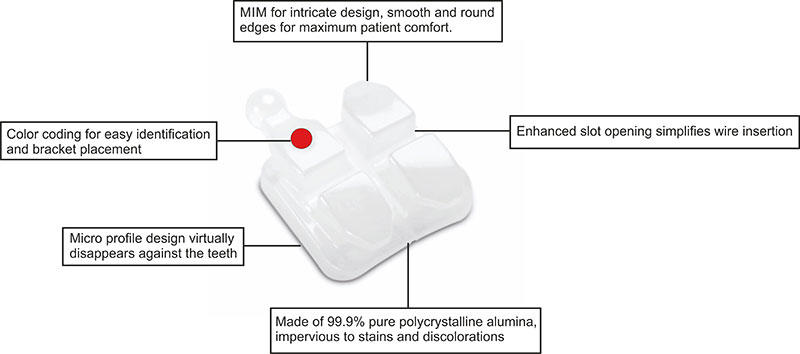 MIM for intricate design, smooth and round
edges for maximum patient comfort.
Color coding for easy identification
and bracket placement
Enhanced slot opening simplifies wire insertion
Micro profile design virtually
disappears against the teeth
Made of 99.9% pure polycrystalline alumina,
impervious to stains and discolorations